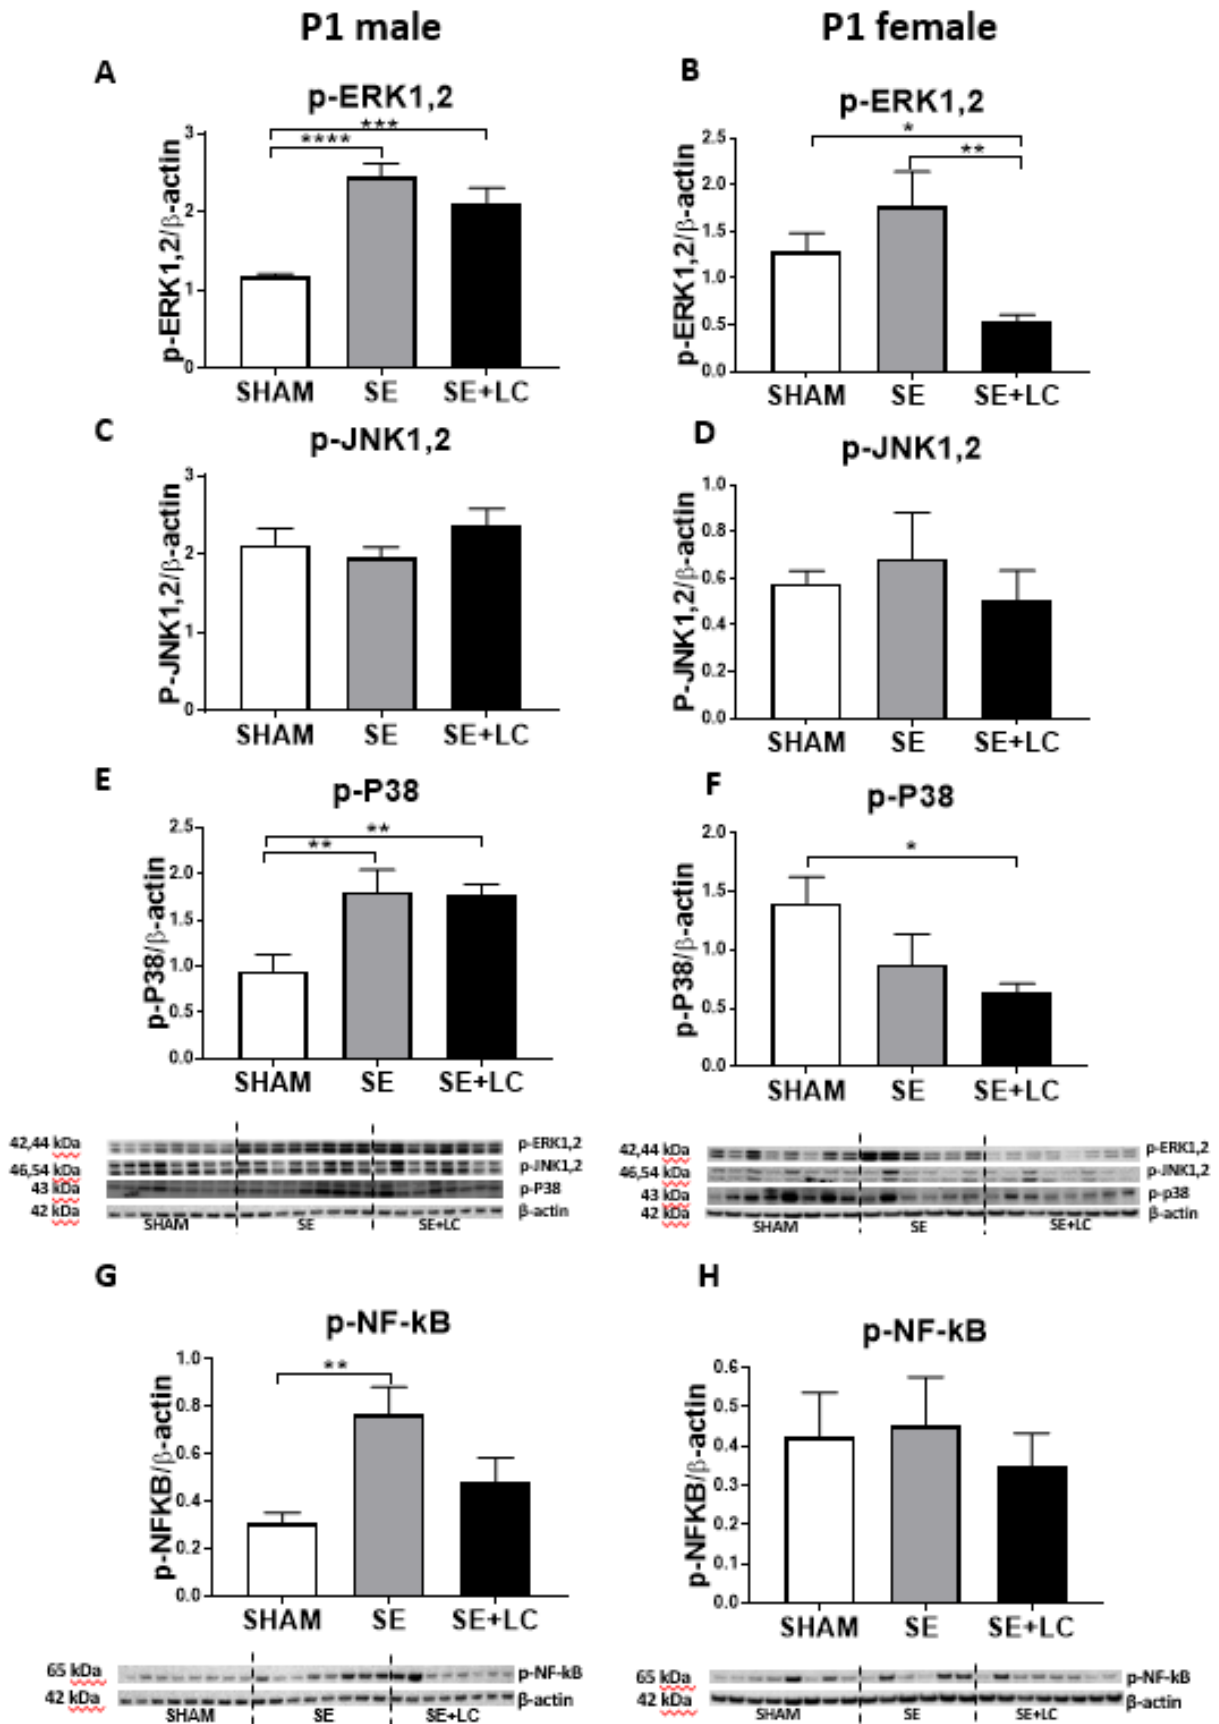 P1 male
P1 female
A
p-ERK1,2
p-ERK1,2/β-actin
3
2
1
0
****
***
SHAM SE SE+LC
B
p-ERK1,2
p-ERK1,2/β-actin
2.5
2.0
1.5
1.0
0.5
0.0
*
**
SHAM SE SE+LC
C
p-JNK1,2
P-JNK1,2/β-actin
3
2
1
0
SHAM SE SE+LC
D
p-JNK1,2
P-JNK1,2/β-actin
1.0
0.8
0.6
0.4
0.2
0.0
SHAM SE SE+LC
E
p-P38
p-P38/β-actin
2.5
2.0
1.5
1.0
0.5
0.0
**
**
SHAM SE SE+LC
F
p-P38
p-P38/β-actin
2.0
1.5
1.0
0.5
0.0
*
SHAM SE SE+LC
42,44 kDa p-ERK1,2
46,54 kDa p-JNK1,2
43 kDa p-P38
42 kDa β-actin
SHAM SE SE+LC
42,44 kDa p-ERK1,2
46,54 kDa p-JNK1,2
43 kDa p-p38
42 kDa β-actin
SHAM SE SE+LC
G
p-NF-kB
p-NFKB/β-actin
1.0
0.8
0.6
0.4
0.2
0.0
**
SHAM SE SE+LC
H
p-NF-kB
p-NFKB/β-actin
0.6
0.5
0.4
0.3
0.2
0.1
0.0
SHAM SE SE+LC
65 kDa p-NF-kB
42 kDa β-actin
SHAM SE SE+LC
65 kDa p-NF-kB
42 kDa β-actin
SHAM SE SE+LC